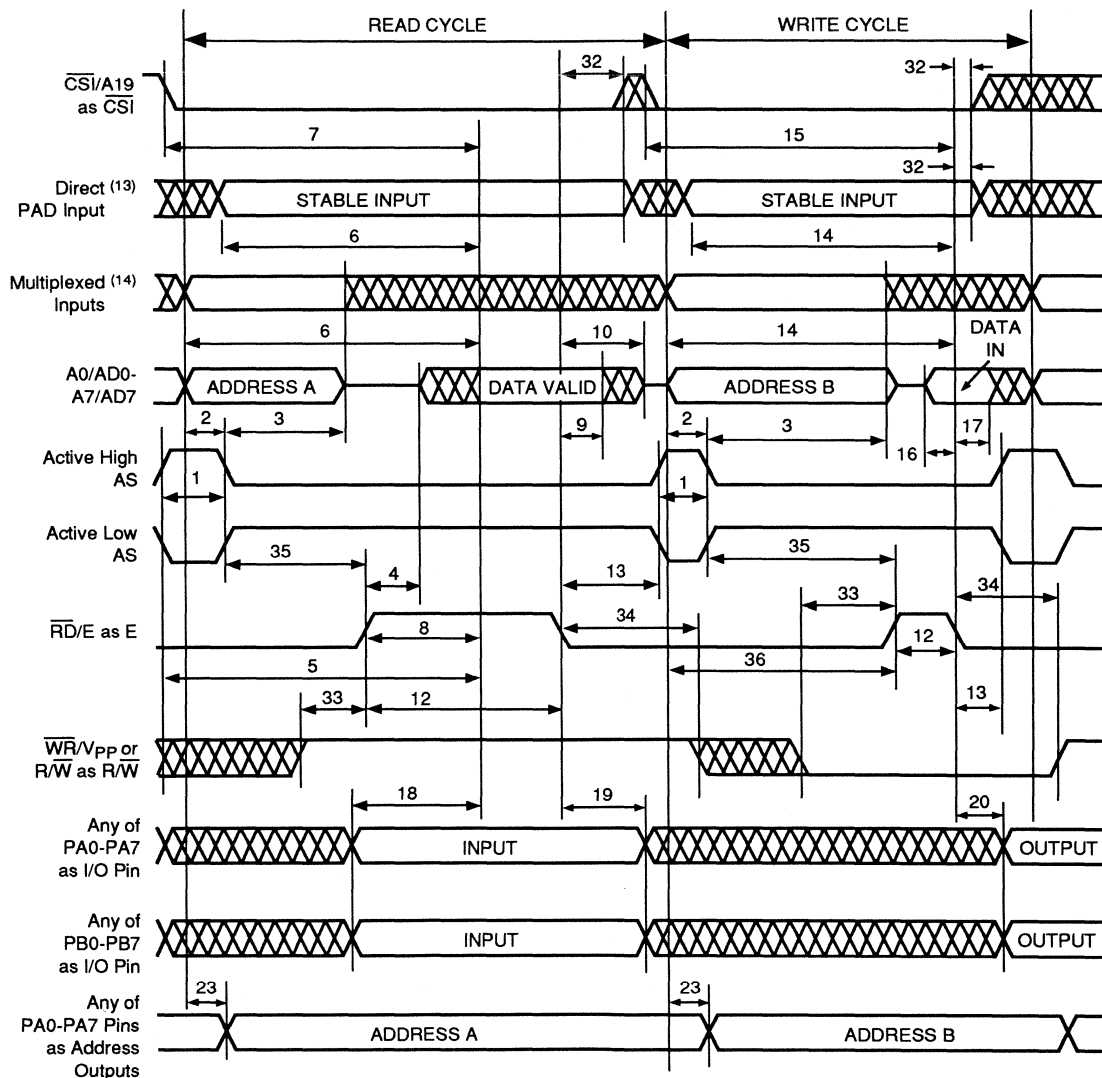 READ CYCLE WRITE CYCLE
32 32
CSI/A19
as CSI
7 15
32
Direct (13)
PAD Input
STABLE INPUT STABLE INPUT
6 14
Multiplexed (14)
Inputs
6 10 14 DATA
IN
A0/AD0-
A7/AD7
ADDRESS A DATA VALID ADDRESS B
2 3 9 2 3 16 17
Active High
AS
1 1
Active Low
AS
35 4 13 35 34
33
RD/E as E
8 34 12
5 36
33 12 13
WR/VPP or
R/W as R/W
18 19 20
Any of
PA0-PA7
as I/O Pin
INPUT OUTPUT
Any of
PB0-PB7
as I/O Pin
INPUT OUTPUT
23 23
Any of
PA0-PA7 Pins
as Address
Outputs
ADDRESS A ADDRESS B